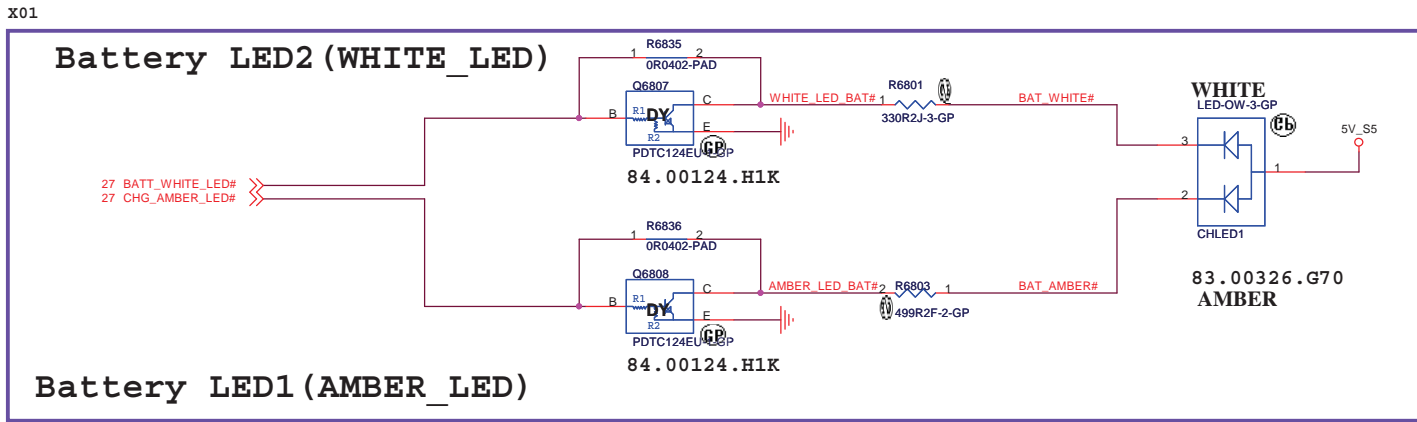 X01
Battery LED2(WHITE_LED)
R6835
1 2
0R0402-PAD
Q6807
B R1 DY C
R2 E
PDTC124EU-1-GP
84.00124.H1K
WHITE_LED_BAT# 1 R6801 2 BAT_WHITE#
330R2J-3-GP
WHITE
LED-OW-3-GP
3
1
2
CHLED1
5V_S5
83.00326.G70
AMBER
27 BATT_WHITE_LED#
27 CHG_AMBER_LED#
R6836
1 2
0R0402-PAD
Q6808
B R1 DY C
R2 E
GP
84.00124.H1K
AMBER_LED_BAT# 2 R6803 1 BAT_AMBER#
499R2F-2-GP
Battery LED1(AMBER_LED)